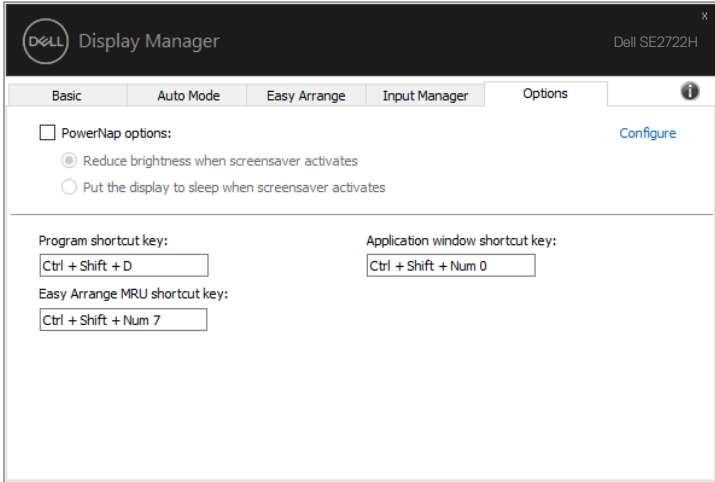 x
DELL Display Manager
Dell SE2722H
Basic Auto Mode Easy Arrange Input Manager Options i
PowerNap options: Configure
Reduce brightness when screensaver activates
Put the display to sleep when screensaver activates
Program shortcut key: Application window shortcut key:
Ctrl + Shift + D Ctrl + Shift + Num 0
Easy Arrange MRU shortcut key:
Ctrl + Shift + Num 7